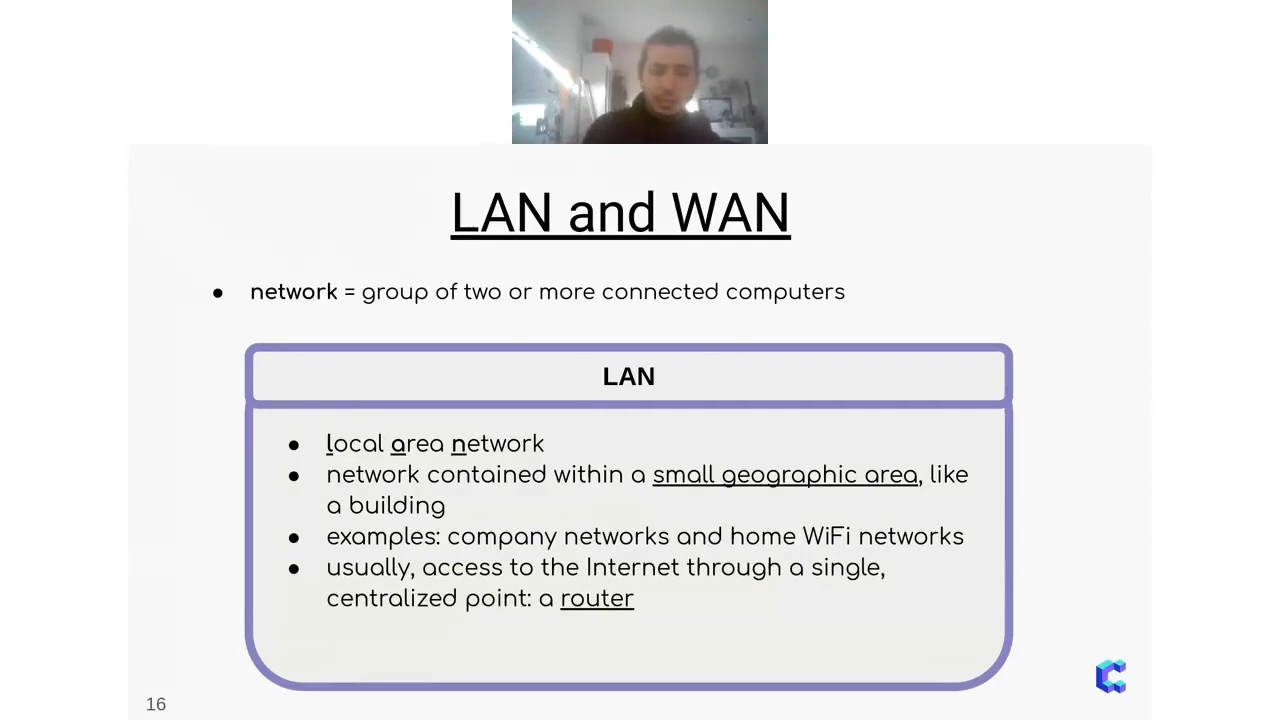 LAN and WAN
● network = group of two or more connected computers
LAN
● local area network
● network contained within a small geographic area, like
a building
● examples: company networks and home WiFi networks
● usually, access to the Internet through a single,
centralized point: a router
16